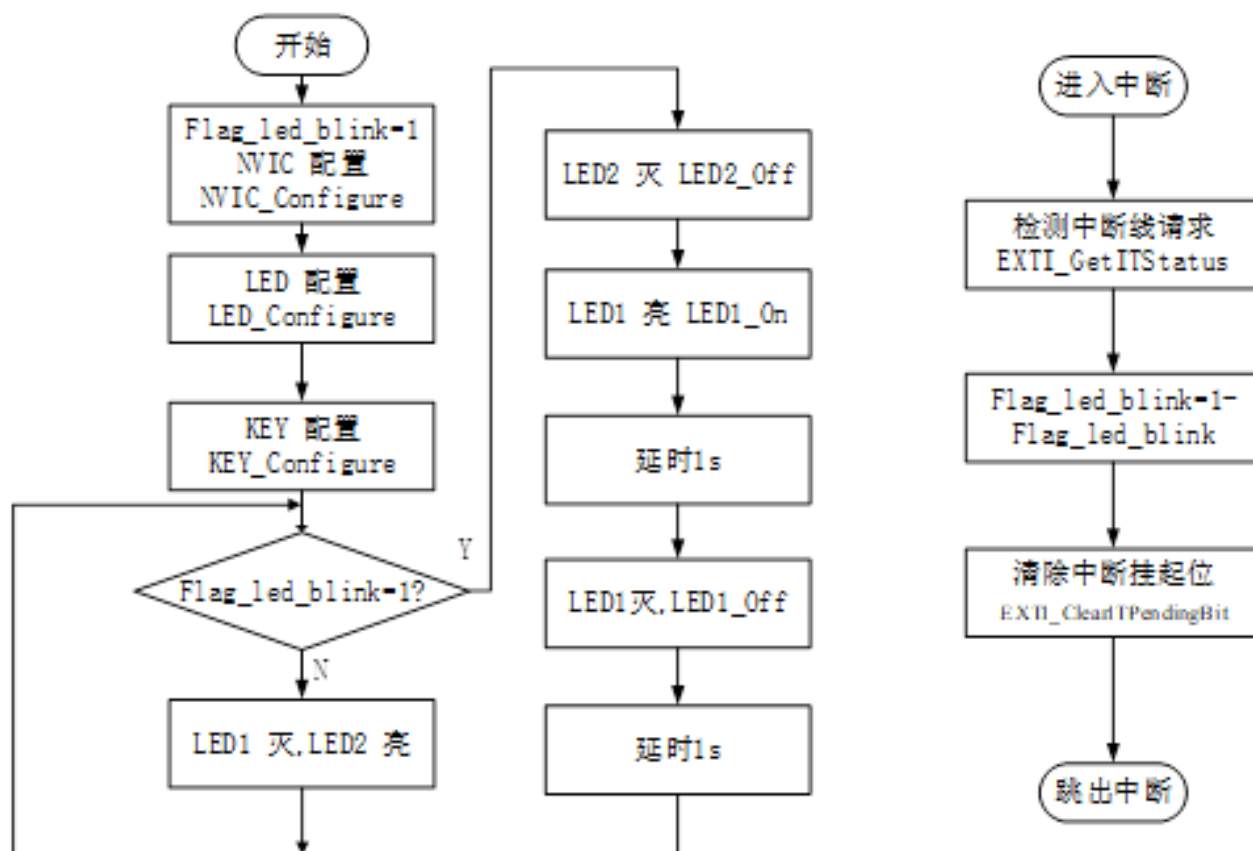 开始
Flag_led_blink=1
NVIC 配置
NVIC_Configure
LED 配置
LED_Configure
KEY 配置
KEY_Configure
Flag_led_blink=1?
Y
N
LED1 灭,LED2 亮
LED2 灭 LED2_Off
LED1 亮 LED1_On
延时1s
LED1灭,LED1_Off
延时1s
进入中断
检测中断线请求
EXTI_GetITStatus
Flag_led_blink=1-
Flag_led_blink
清除中断挂起位
EXTI_ClearITPendingBit
跳出中断